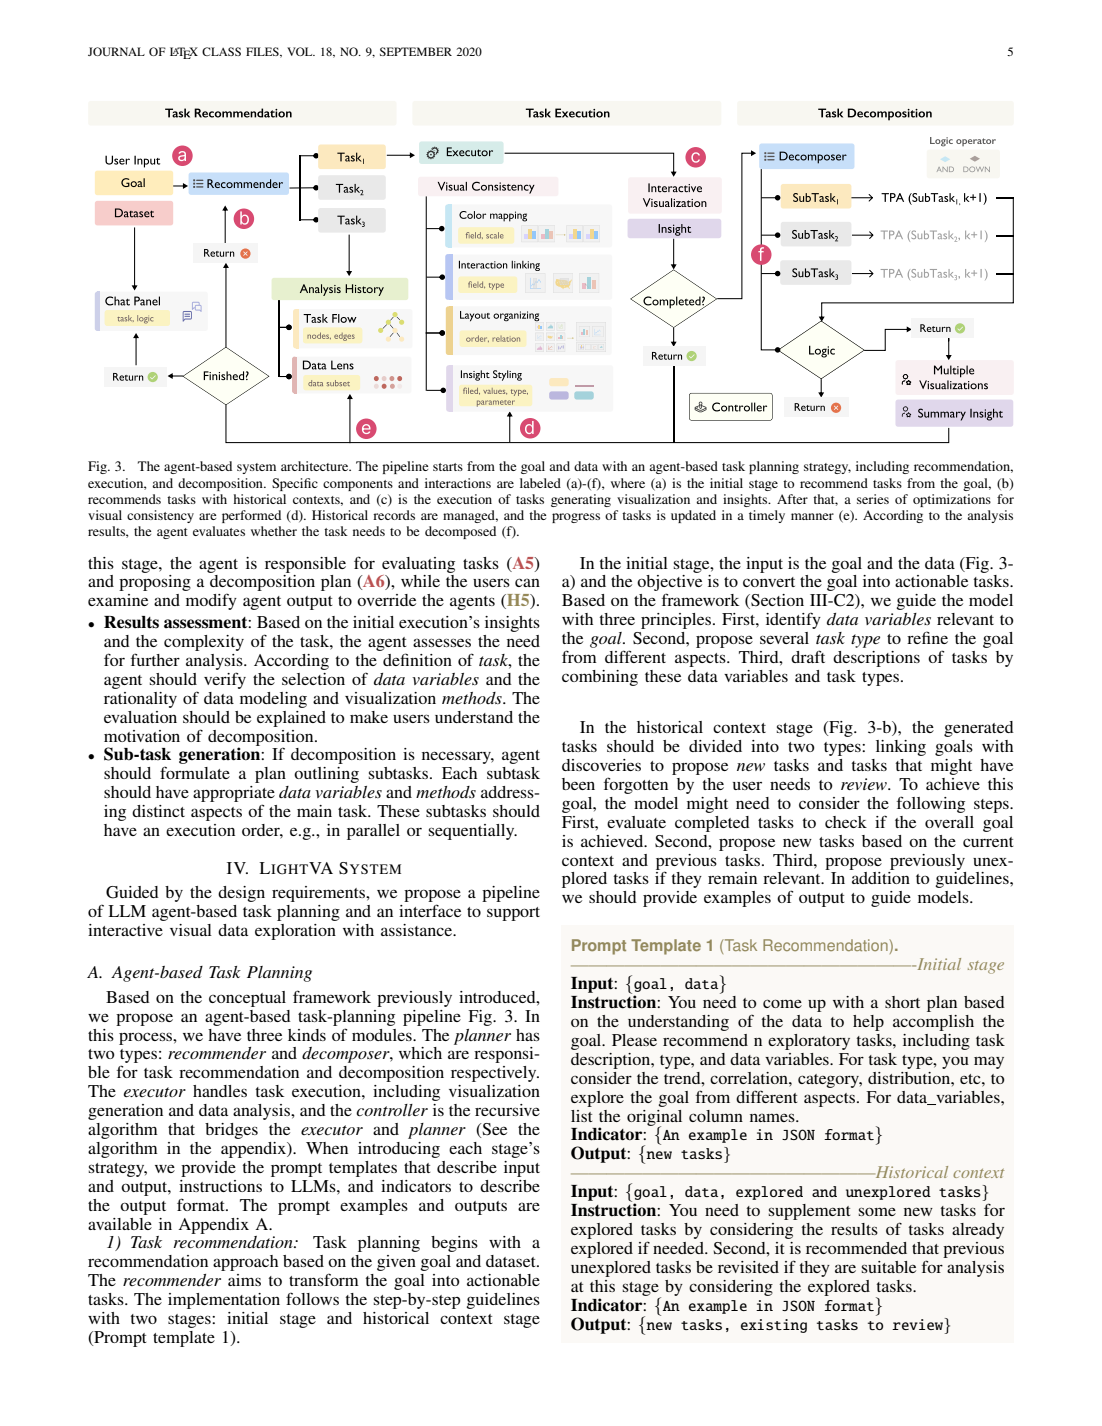 JOURNAL OF LATEX CLASS FILES, VOL. 18, NO. 9, SEPTEMBER 2020
5
Task Recommendation
Task Execution
Task Decomposition
User Input
a
Goal
Dataset
Recommender
b
Return
Task1
Task2
Task3
Analysis History
Task Flow
nodes, edges
Data Lens
data subset
Chat Panel
task, logic
Return
Finished?
e
Executor
Visual Consistency
Color mapping
field, scale
Interaction linking
field, type
Layout organizing
order, relation
Insight Styling
filed, values, type,
parameter
d
c
Interactive
Visualization
Insight
Completed?
Return
Controller
Decomposer
Logic operator
AND DOWN
SubTask1
TPA (SubTask1, k+1)
SubTask2
TPA (SubTask2, k+1)
f
SubTask3
TPA (SubTask3, k+1)
Logic
Return
Return
Multiple
Visualizations
Summary Insight
Fig. 3. The agent-based system architecture. The pipeline starts from the goal and data with an agent-based task planning strategy, including recommendation,
execution, and decomposition. Specific components and interactions are labeled (a)-(f), where (a) is the initial stage to recommend tasks from the goal, (b)
recommends tasks with historical contexts, and (c) is the execution of tasks generating visualization and insights. After that, a series of optimizations for
visual consistency are performed (d). Historical records are managed, and the progress of tasks is updated in a timely manner (e). According to the analysis
results, the agent evaluates whether the task needs to be decomposed (f).
this stage, the agent is responsible for evaluating tasks (A5)
and proposing a decomposition plan (A6), while the users can
examine and modify agent output to override the agents (H5).
• Results assessment: Based on the initial execution's insights
and the complexity of the task, the agent assesses the need
for further analysis. According to the definition of task, the
agent should verify the selection of data variables and the
rationality of data modeling and visualization methods. The
evaluation should be explained to make users understand the
motivation of decomposition.
• Sub-task generation: If decomposition is necessary, agent
should formulate a plan outlining subtasks. Each subtask
should have appropriate data variables and methods address-
ing distinct aspects of the main task. These subtasks should
have an execution order, e.g., in parallel or sequentially.
IV. LIGHTVA SYSTEM
Guided by the design requirements, we propose a pipeline
of LLM agent-based task planning and an interface to support
interactive visual data exploration with assistance.
A. Agent-based Task Planning
Based on the conceptual framework previously introduced,
we propose an agent-based task-planning pipeline Fig. 3. In
this process, we have three kinds of modules. The planner has
two types: recommender and decomposer, which are responsi-
ble for task recommendation and decomposition respectively.
The executor handles task execution, including visualization
generation and data analysis, and the controller is the recursive
algorithm that bridges the executor and planner (See the
algorithm in the appendix). When introducing each stage's
strategy, we provide the prompt templates that describe input
and output, instructions to LLMs, and indicators to describe
the output format. The prompt examples and outputs are
available in Appendix A.
1) Task recommendation: Task planning begins with a
recommendation approach based on the given goal and dataset.
The recommender aims to transform the goal into actionable
tasks. The implementation follows the step-by-step guidelines
with two stages: initial stage and historical context stage
(Prompt template 1).
In the initial stage, the input is the goal and the data (Fig. 3-
a) and the objective is to convert the goal into actionable tasks.
Based on the framework (Section III-C2), we guide the model
with three principles. First, identify data variables relevant to
the goal. Second, propose several task type to refine the goal
from different aspects. Third, draft descriptions of tasks by
combining these data variables and task types.
In the historical context stage (Fig. 3-b), the generated
tasks should be divided into two types: linking goals with
discoveries to propose new tasks and tasks that might have
been forgotten by the user needs to review. To achieve this
goal, the model might need to consider the following steps.
First, evaluate completed tasks to check if the overall goal
is achieved. Second, propose new tasks based on the current
context and previous tasks. Third, propose previously unex-
plored tasks if they remain relevant. In addition to guidelines,
we should provide examples of output to guide models.
Prompt Template 1 (Task Recommendation).
Initial stage
Input: {goal, data}
Instruction: You need to come up with a short plan based
on the understanding of the data to help accomplish the
goal. Please recommend n exploratory tasks, including task
description, type, and data variables. For task type, you may
consider the trend, correlation, category, distribution, etc, to
explore the goal from different aspects. For data_variables,
list the original column names.
Indicator: {An example in JSON format}
Output: {new tasks}
Historical context
Input: {goal, data, explored and unexplored tasks}
Instruction: You need to supplement some new tasks for
explored tasks by considering the results of tasks already
explored if needed. Second, it is recommended that previous
unexplored tasks be revisited if they are suitable for analysis
at this stage by considering the explored tasks.
Indicator: {An example in JSON format}
Output: {new tasks, existing tasks to review}